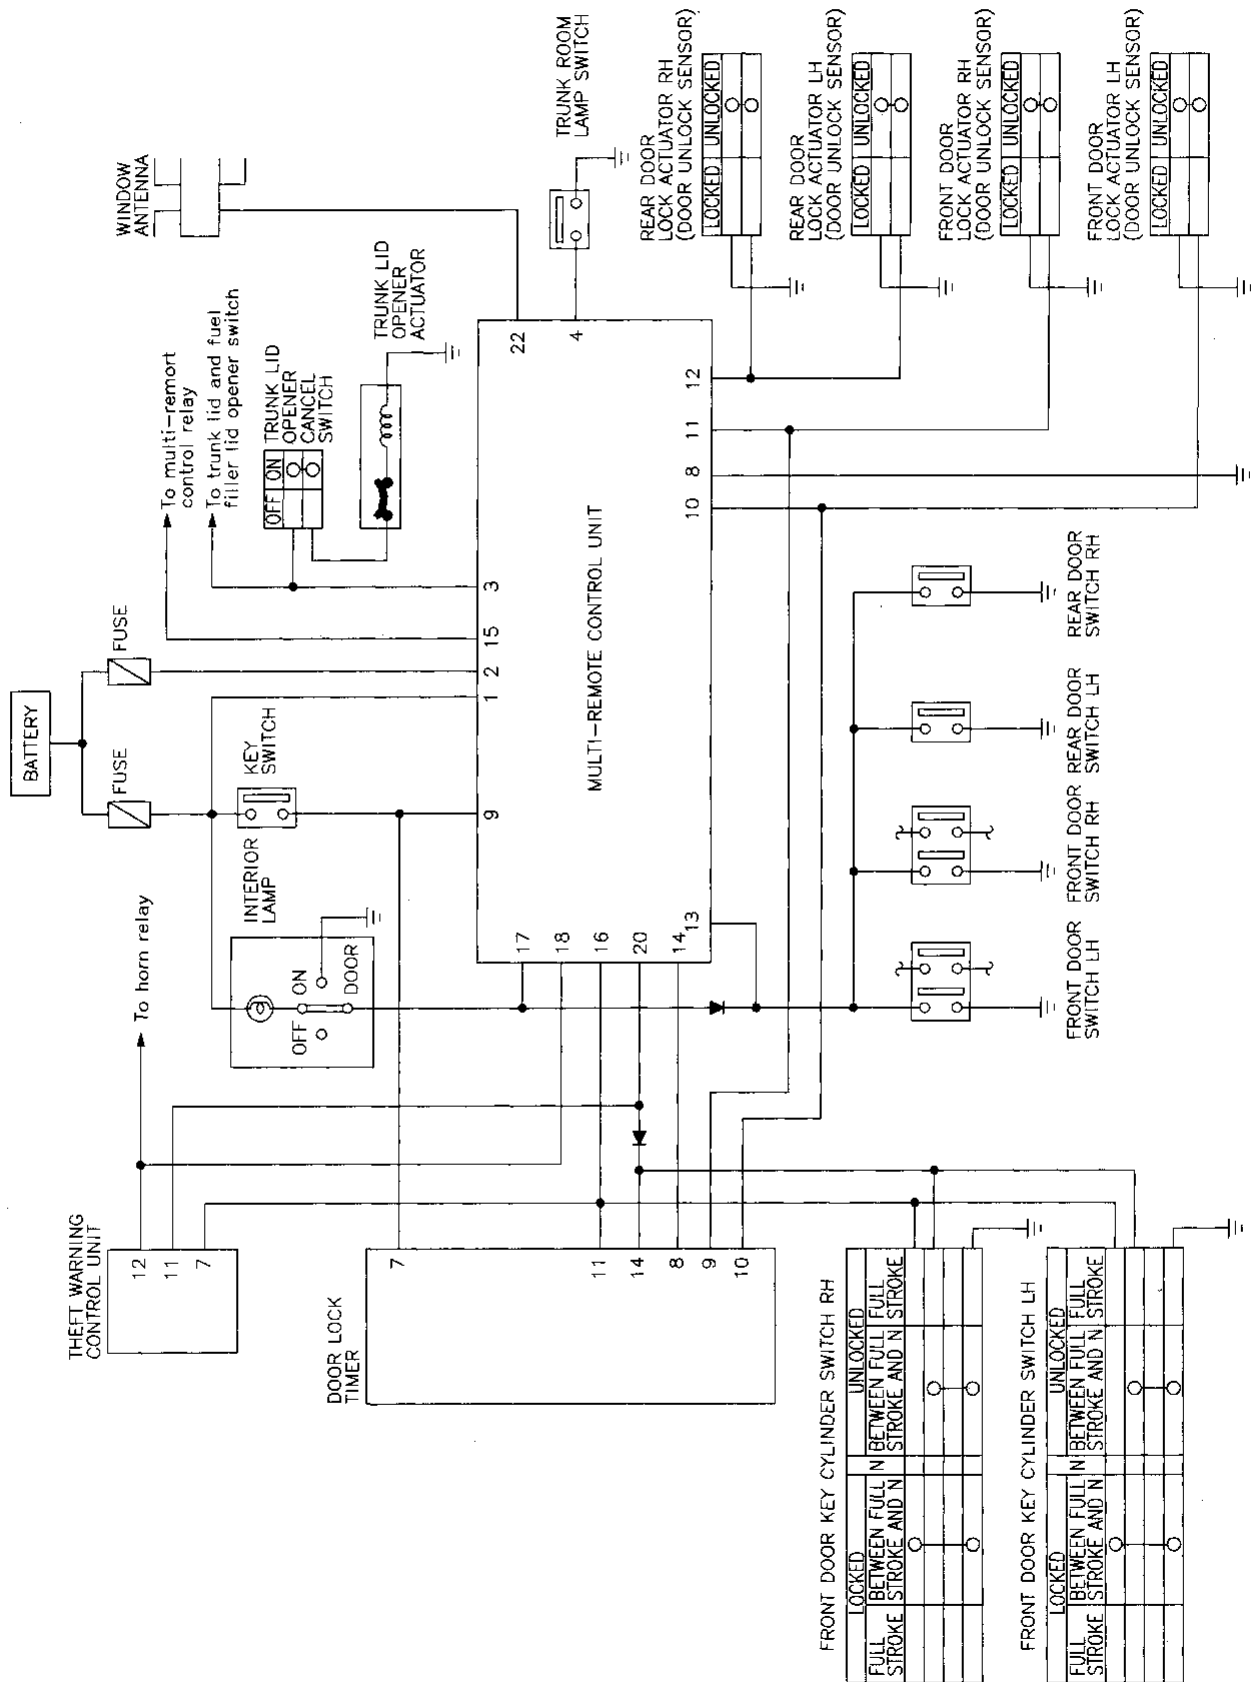 BATTERY
FUSE
FUSE
WINDOW
ANTENNA
To multi-remort
control relay
To trunk lid and fuel
filler lid opener switch
OFF ON
TRUNK LID
OPENER
CANCEL
SWITCH
TRUNK LID
OPENER
ACTUATOR
TRUNK ROOM
LAMP SWITCH
KEY
SWITCH
INTERIOR
LAMP
OFF
ON
DOOR
To horn relay
THEFT WARNING
CONTROL UNIT
12
11
7
DOOR LOCK
TIMER
7
11
14
8
9
10
MULTI-REMOTE CONTROL UNIT
9
1
2
15
3
22
4
17
18
16
20
14
13
10
8
11
12
REAR DOOR
LOCK ACTUATOR RH
(DOOR UNLOCK SENSOR)
LOCKED UNLOCKED
REAR DOOR
LOCK ACTUATOR LH
(DOOR UNLOCK SENSOR)
LOCKED UNLOCKED
FRONT DOOR
LOCK ACTUATOR RH
(DOOR UNLOCK SENSOR)
LOCKED UNLOCKED
FRONT DOOR
LOCK ACTUATOR LH
(DOOR UNLOCK SENSOR)
LOCKED UNLOCKED
FRONT DOOR
SWITCH LH
FRONT DOOR
SWITCH RH
REAR DOOR
SWITCH LH
REAR DOOR
SWITCH RH
FRONT DOOR KEY CYLINDER SWITCH RH
LOCKED UNLOCKED
FULL STROKE BETWEEN FULL STROKE AND N N BETWEEN FULL STROKE AND N FULL STROKE
FRONT DOOR KEY CYLINDER SWITCH LH
LOCKED UNLOCKED
FULL STROKE BETWEEN FULL STROKE AND N N BETWEEN FULL STROKE AND N FULL STROKE